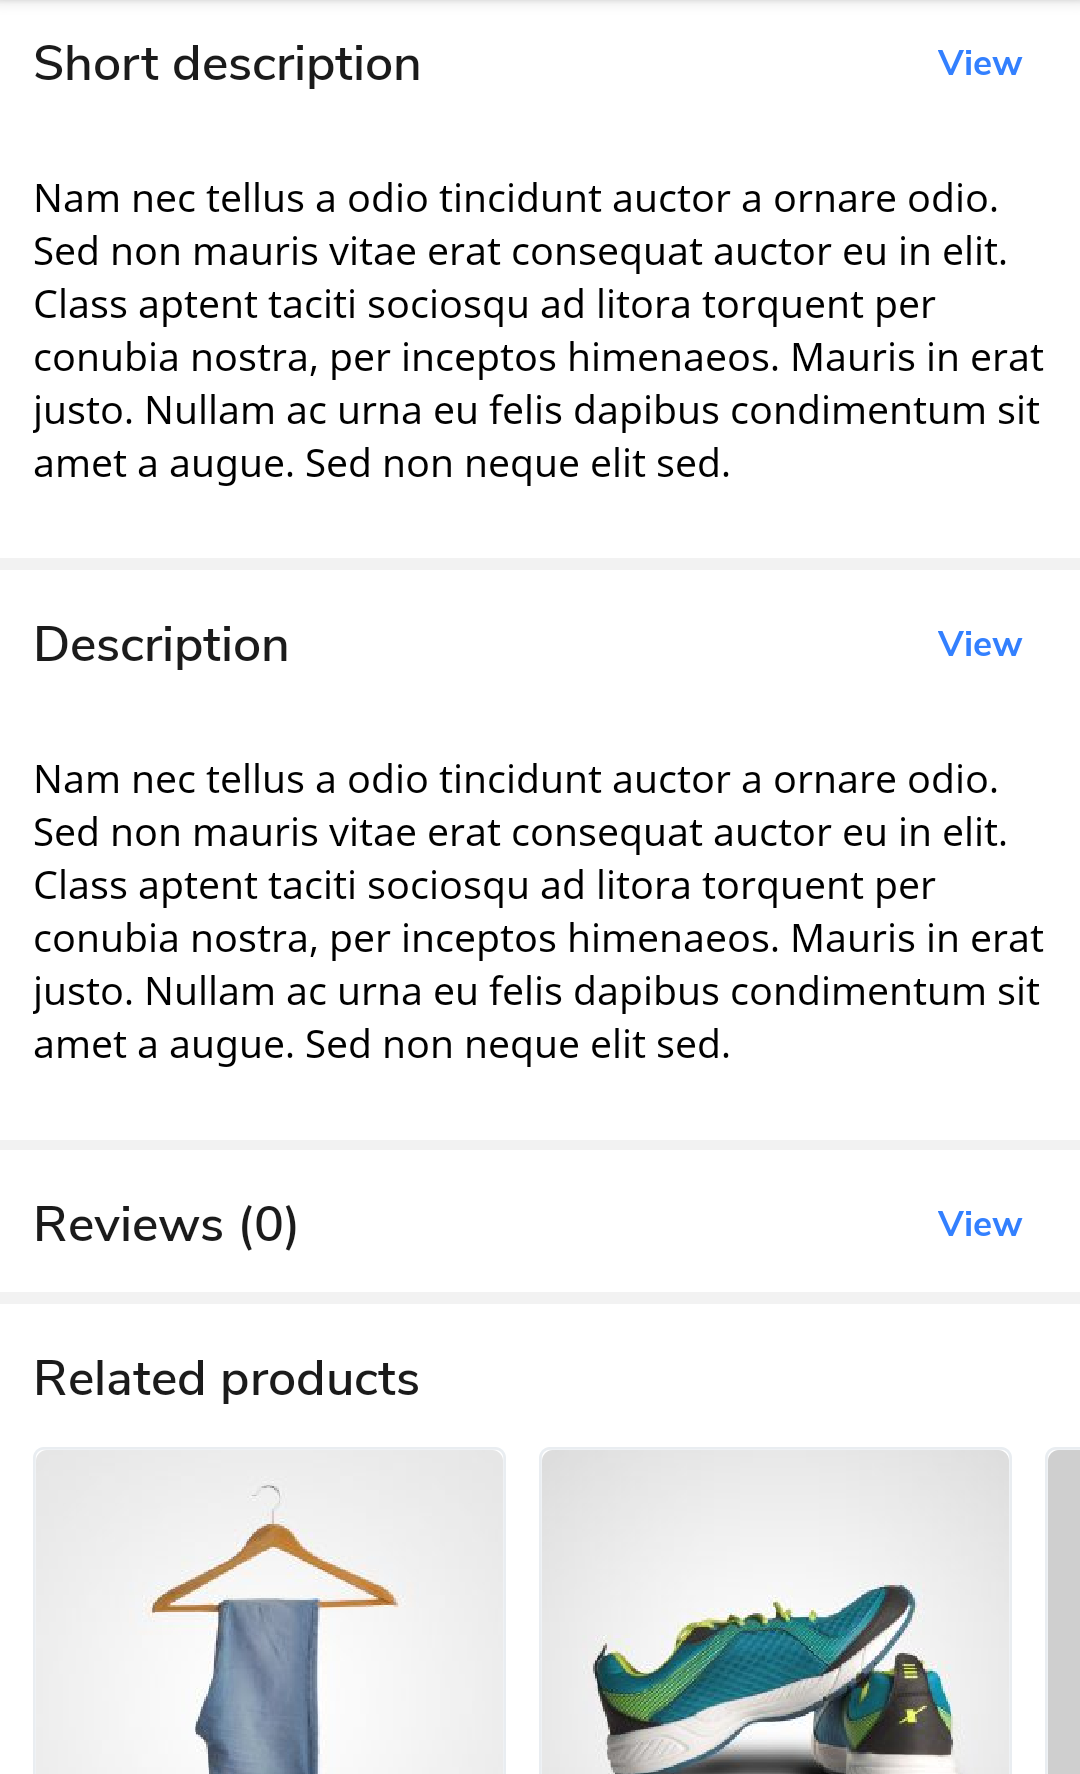 Short description View
Nam nec tellus a odio tincidunt auctor a ornare odio.
Sed non mauris vitae erat consequat auctor eu in elit.
Class aptent taciti sociosqu ad litora torquent per
conubia nostra, per inceptos himenaeos. Mauris in erat
justo. Nullam ac urna eu felis dapibus condimentum sit
amet a augue. Sed non neque elit sed.
Description View
Nam nec tellus a odio tincidunt auctor a ornare odio.
Sed non mauris vitae erat consequat auctor eu in elit.
Class aptent taciti sociosqu ad litora torquent per
conubia nostra, per inceptos himenaeos. Mauris in erat
justo. Nullam ac urna eu felis dapibus condimentum sit
amet a augue. Sed non neque elit sed.
Reviews (0) View
Related products